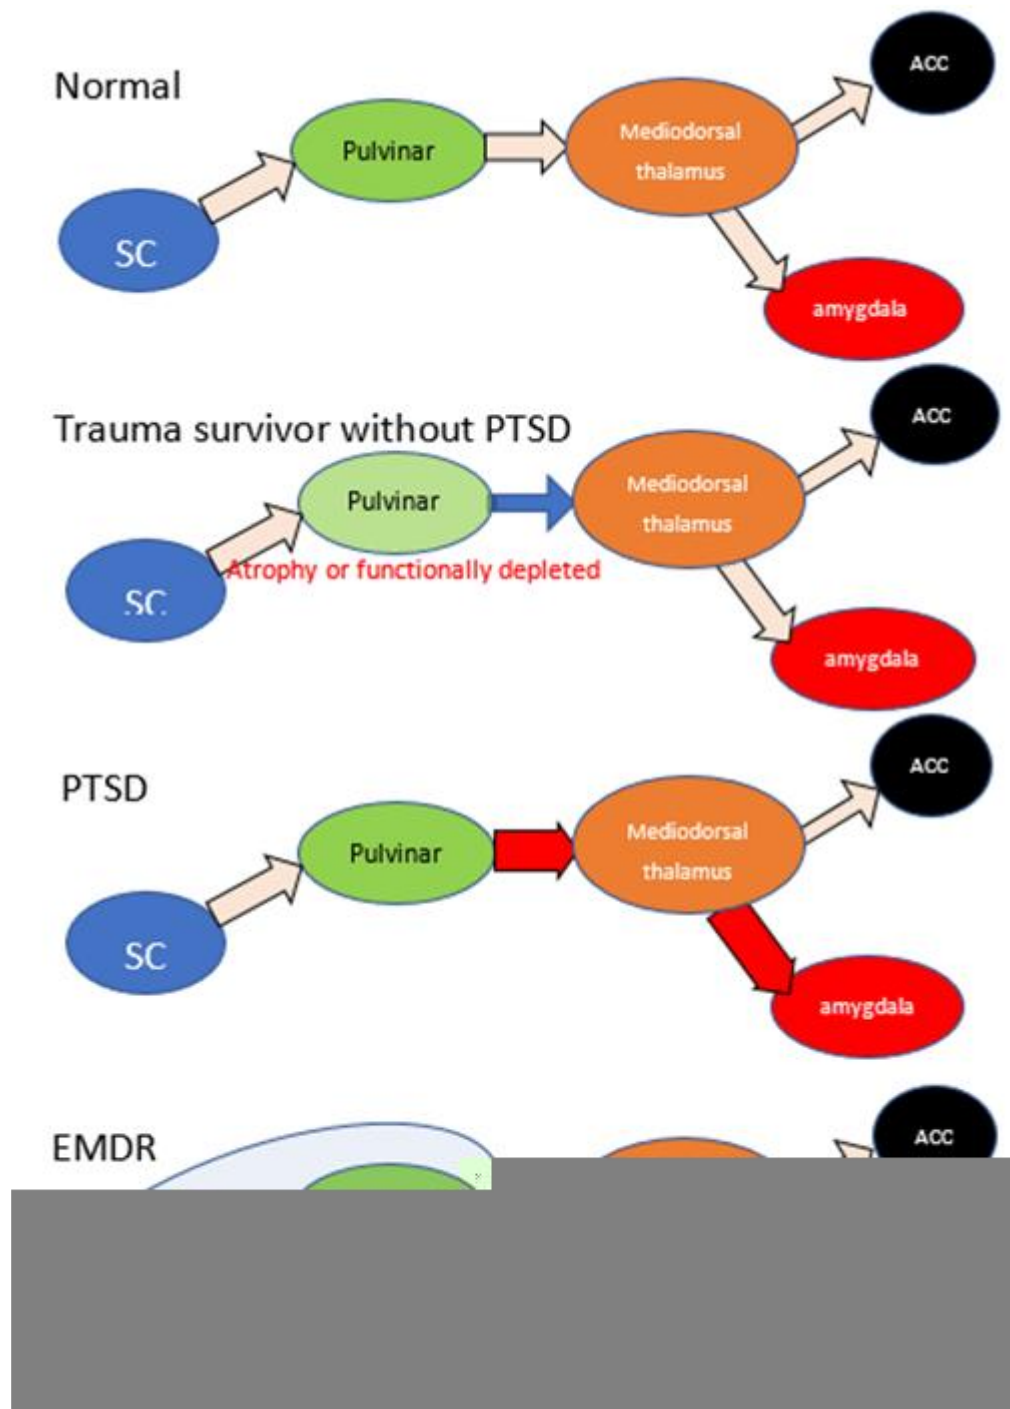 Normal
ACC
Pulvinar
Mediodorsal
thalamus
SC
amygdala
Trauma survivor without PTSD
ACC
Pulvinar
Mediodorsal
thalamus
Atrophy or functionally depleted
SC
amygdala
PTSD
ACC
Pulvinar
Mediodorsal
thalamus
SC
amygdala
EMDR
ACC